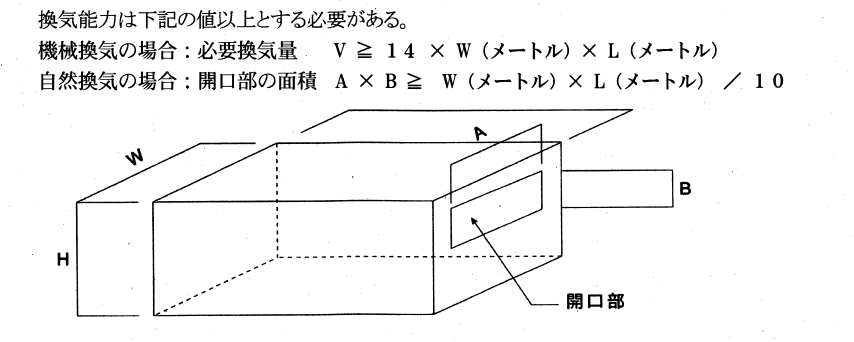 換気能力は下記の値以上とする必要がある。
機械換気の場合：必要換気量　V ≧ 14 × W（メートル）× L（メートル）
自然換気の場合：開口部の面積　A × B ≧ W（メートル）× L（メートル） ／ 10
A
W
B
H
開口部